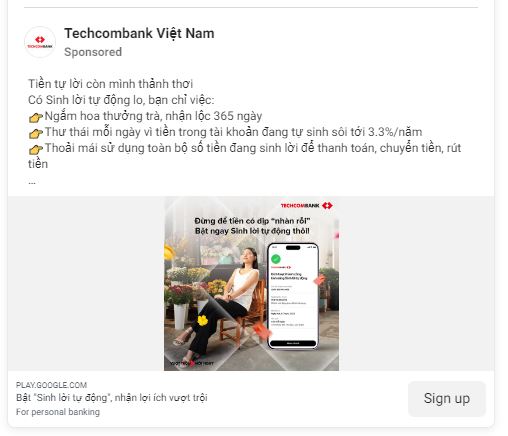 TECHCOMBANK
Techcombank Việt Nam
Sponsored
Tiền tự lời còn mình thảnh thơi
Có Sinh lời tự động lo, bạn chỉ việc:
👉Ngắm hoa thưởng trà, nhận lộc 365 ngày
👉Thư thái mỗi ngày vì tiền trong tài khoản đang tự sinh sôi tới 3.3%/năm
👉Thoải mái sử dụng toàn bộ số tiền đang sinh lời để thanh toán, chuyển tiền, rút
tiền
...
TECHCOMBANK
Đừng để tiền có dịp “nhàn rỗi”
Bật ngay Sinh lời tự động thôi!
TECHCOMBANK
PLAY.GOOGLE.COM
Bật "Sinh lời tự động", nhận lợi ích vượt trội
For personal banking
Sign up